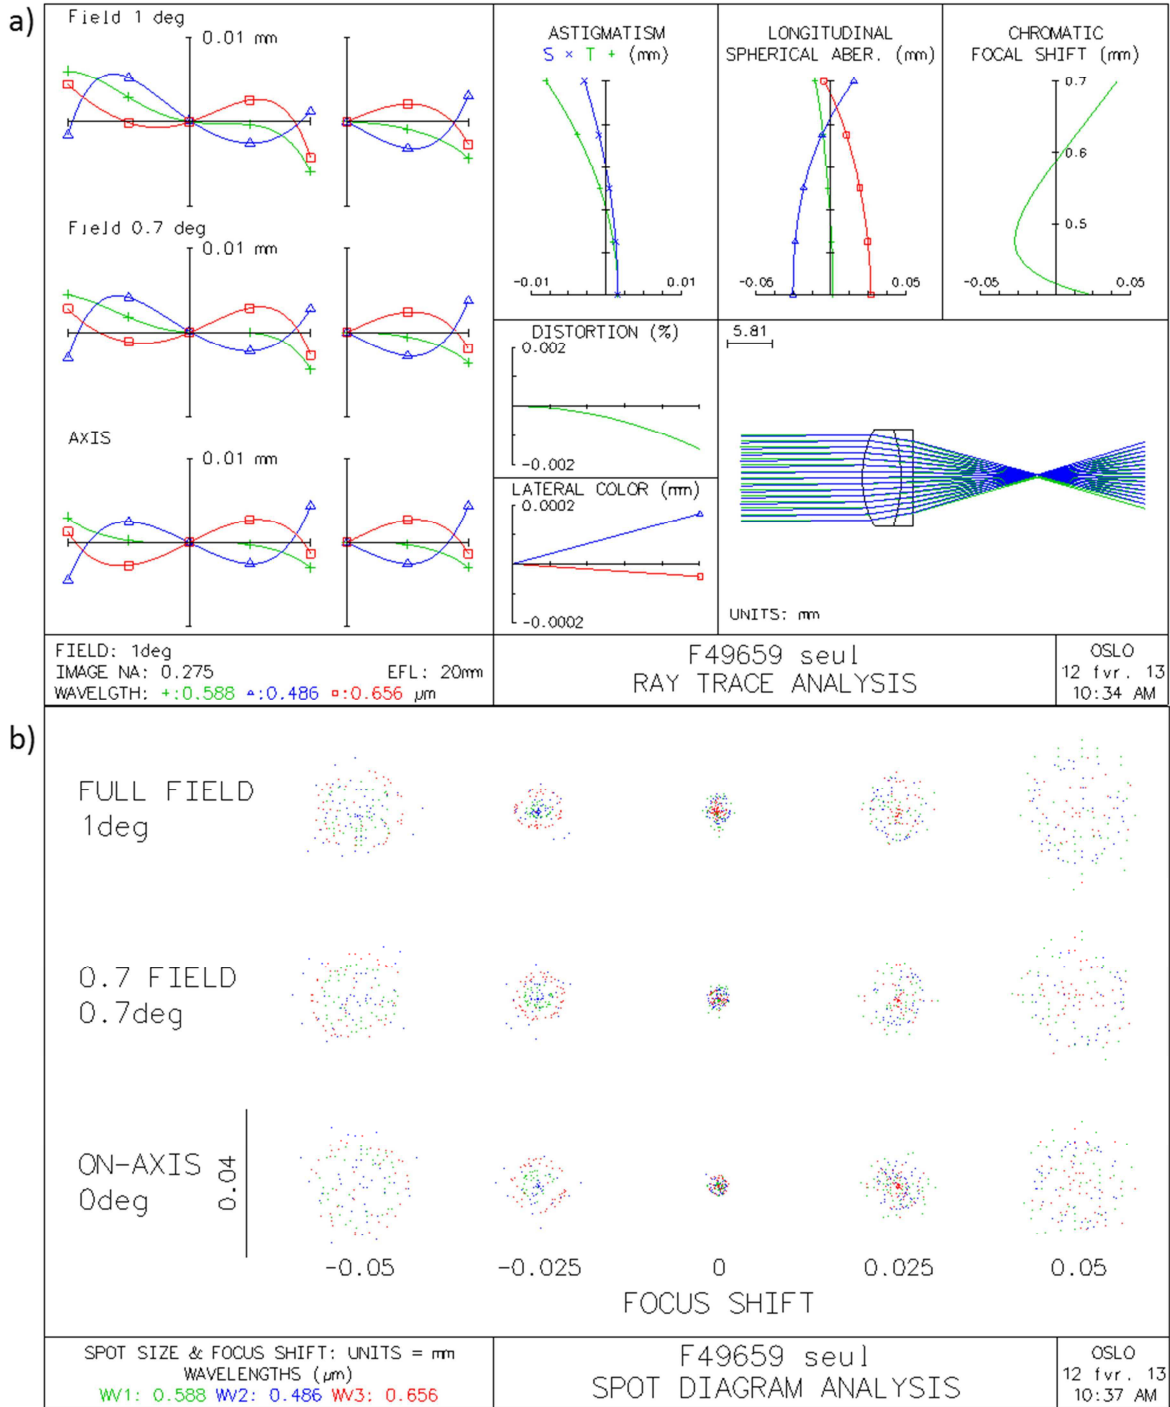 a)
Field 1 deg
0.01 mm
Field 0.7 deg
0.01 mm
AXIS
0.01 mm
ASTIGMATISM
S × T + (mm)
-0.01
0.01
LONGITUDINAL
SPHERICAL ABER. (mm)
-0.05
0.05
CHROMATIC
FOCAL SHIFT (mm)
0.7
0.6
0.5
-0.05
0.05
DISTORTION (%)
0.002
-0.002
LATERAL COLOR (mm)
0.0002
-0.0002
5.81
UNITS: mm
FIELD: 1deg
IMAGE NA: 0.275 EFL: 20mm
WAVELGTH: +:0.588 ▵:0.486 ▫:0.656 µm
F49659 seul
RAY TRACE ANALYSIS
OSLO
12 fvr. 13
10:34 AM
b)
FULL FIELD
1deg
0.7 FIELD
0.7deg
ON-AXIS
0deg
0.04
-0.05 -0.025 0 0.025 0.05
FOCUS SHIFT
SPOT SIZE & FOCUS SHIFT: UNITS = mm
WAVELENGTHS (µm)
WV1: 0.588 WV2: 0.486 WV3: 0.656
F49659 seul
SPOT DIAGRAM ANALYSIS
OSLO
12 fvr. 13
10:37 AM